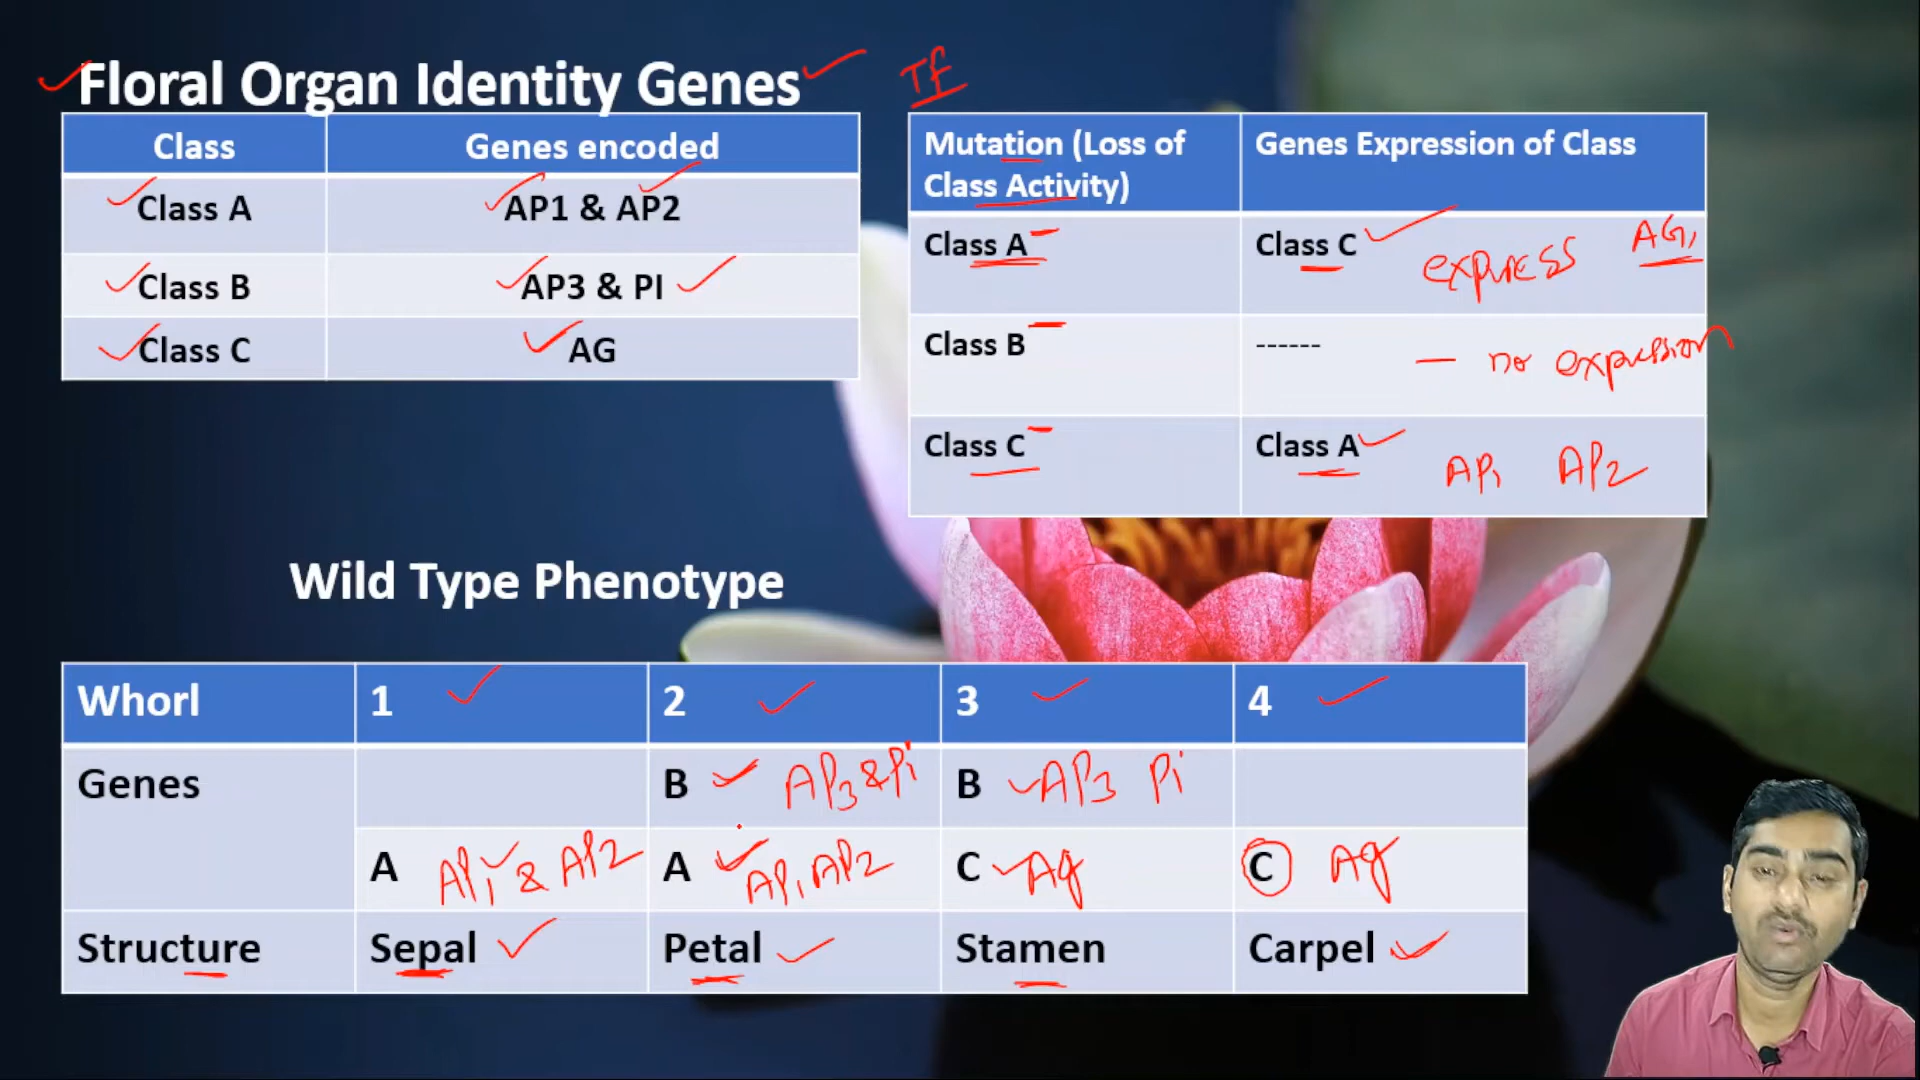 Floral Organ Identity Genes
TF
Class Genes encoded
Class A AP1 & AP2
Class B AP3 & PI
Class C AG
Mutation (Loss of
Class Activity)
Genes Expression of Class
Class A Class C express AG,
Class B ------ — no expression
Class C Class A AP1 AP2
Wild Type Phenotype
Whorl 1 2 3 4
Genes B AP3 & Pi B AP3 Pi
A AP1 & AP2 A AP1 AP2 C Ag C Ag
Structure Sepal Petal Stamen Carpel